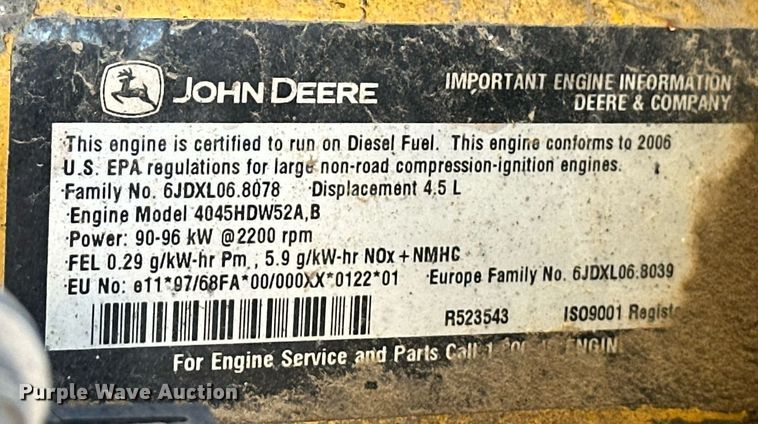 JOHN DEERE
IMPORTANT ENGINE INFORMATION
DEERE & COMPANY
This engine is certified to run on Diesel Fuel. This engine conforms to 2006
U.S. EPA regulations for large non-road compression-ignition engines.
Family No. 6JDXL06.8078 Displacement 4.5 L
Engine Model 4045HDW52A,B
Power: 90-96 kW @2200 rpm
FEL 0.29 g/kW-hr Pm , 5.9 g/kW-hr NOx + NMHC
EU No: e11*97/68FA*00/000XX*0122*01 Europe Family No. 6JDXL06.8039
R523543 ISO9001
For Engine Service and Parts Call 1
Purple Wave Auction